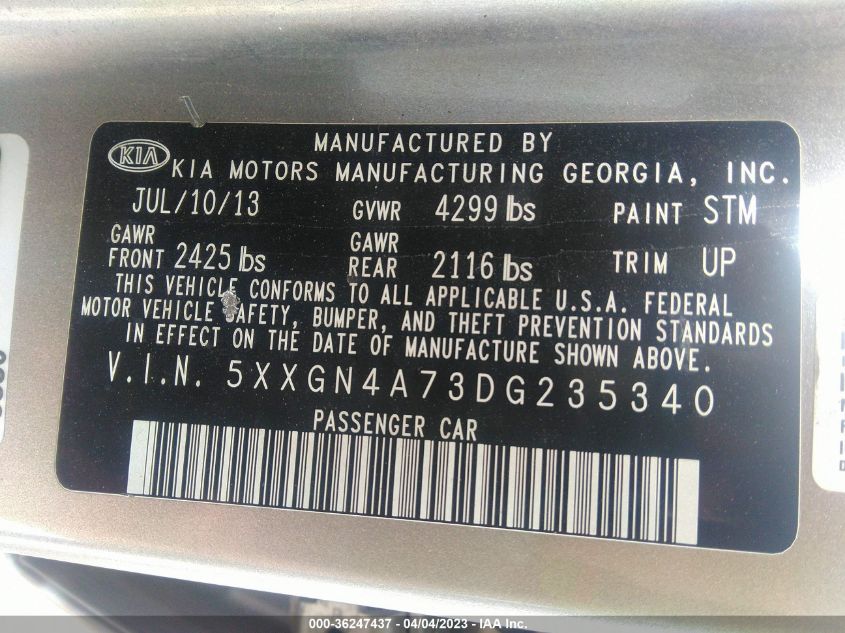 KIA
MANUFACTURED BY
KIA MOTORS MANUFACTURING GEORGIA, INC.
JUL/10/13 GVWR 4299 lbs PAINT STM
GAWR FRONT 2425 lbs GAWR REAR 2116 lbs TRIM UP
THIS VEHICLE CONFORMS TO ALL APPLICABLE U.S.A. FEDERAL
MOTOR VEHICLE SAFETY, BUMPER, AND THEFT PREVENTION STANDARDS
IN EFFECT ON THE DATE OF MANUFACTURE SHOWN ABOVE.
V.I.N. 5XXGN4A73DG235340
PASSENGER CAR
000-36247437 - 04/04/2023 - IAA Inc.